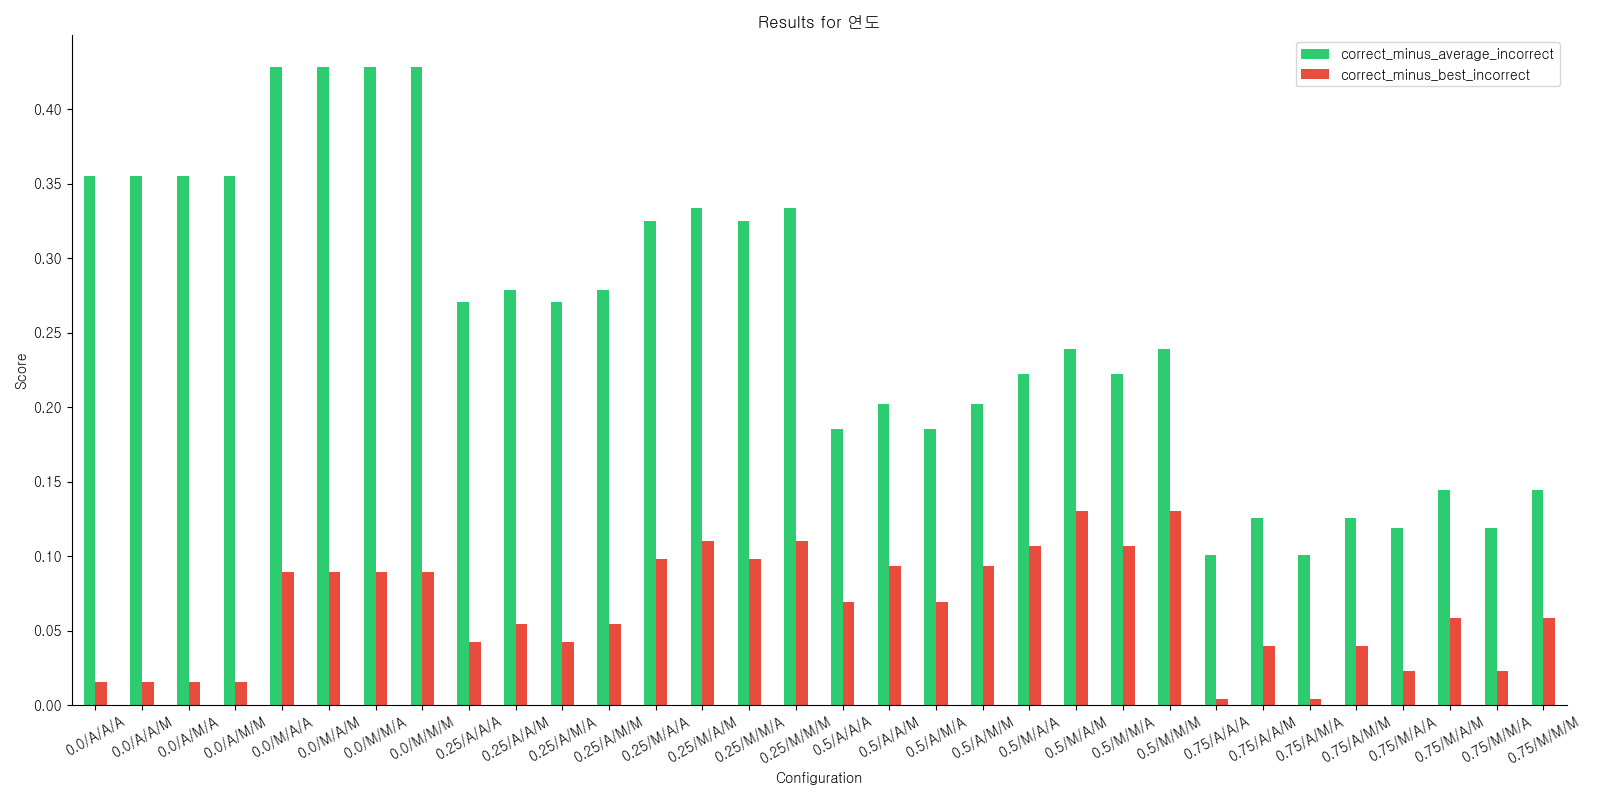 Results for 연도
correct_minus_average_incorrect
correct_minus_best_incorrect
Score
0.40
0.35
0.30
0.25
0.20
0.15
0.10
0.05
0.00
0.0/A/A/A
0.0/A/A/M
0.0/A/M/A
0.0/A/M/M
0.0/M/A/A
0.0/M/A/M
0.0/M/M/A
0.0/M/M/M
0.25/A/A/A
0.25/A/A/M
0.25/A/M/A
0.25/A/M/M
0.25/M/A/A
0.25/M/A/M
0.25/M/M/A
0.25/M/M/M
0.5/A/A/A
0.5/A/A/M
0.5/A/M/A
0.5/A/M/M
0.5/M/A/A
0.5/M/A/M
0.5/M/M/A
0.5/M/M/M
0.75/A/A/A
0.75/A/A/M
0.75/A/M/A
0.75/A/M/M
0.75/M/A/A
0.75/M/A/M
0.75/M/M/A
0.75/M/M/M
Configuration